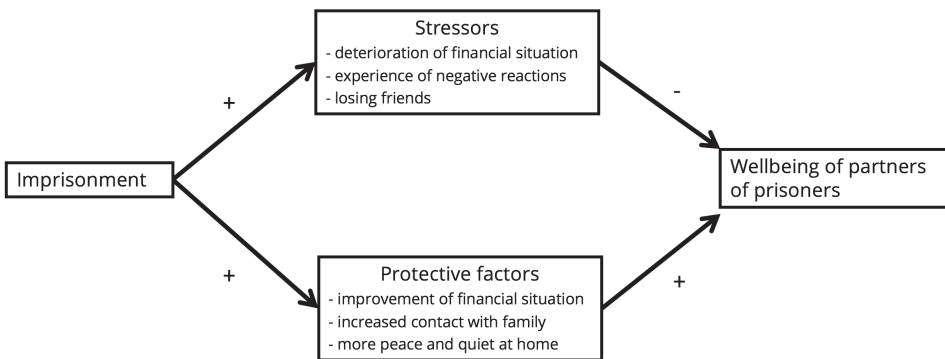 Stressors
- deterioration of financial situation
- experience of negative reactions
- losing friends
+
-
Imprisonment
Wellbeing of partners
of prisoners
+
+
Protective factors
- improvement of financial situation
- increased contact with family
- more peace and quiet at home